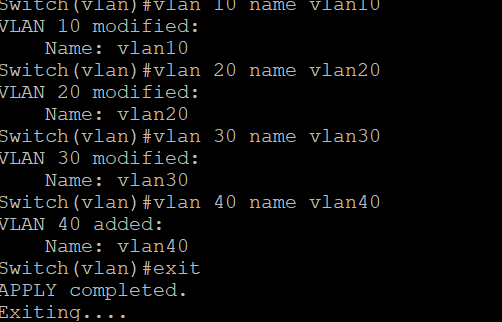 Switch(vlan)#vlan 10 name vlan10
VLAN 10 modified:
    Name: vlan10
Switch(vlan)#vlan 20 name vlan20
VLAN 20 modified:
    Name: vlan20
Switch(vlan)#vlan 30 name vlan30
VLAN 30 modified:
    Name: vlan30
Switch(vlan)#vlan 40 name vlan40
VLAN 40 added:
    Name: vlan40
Switch(vlan)#exit
APPLY completed.
Exiting....